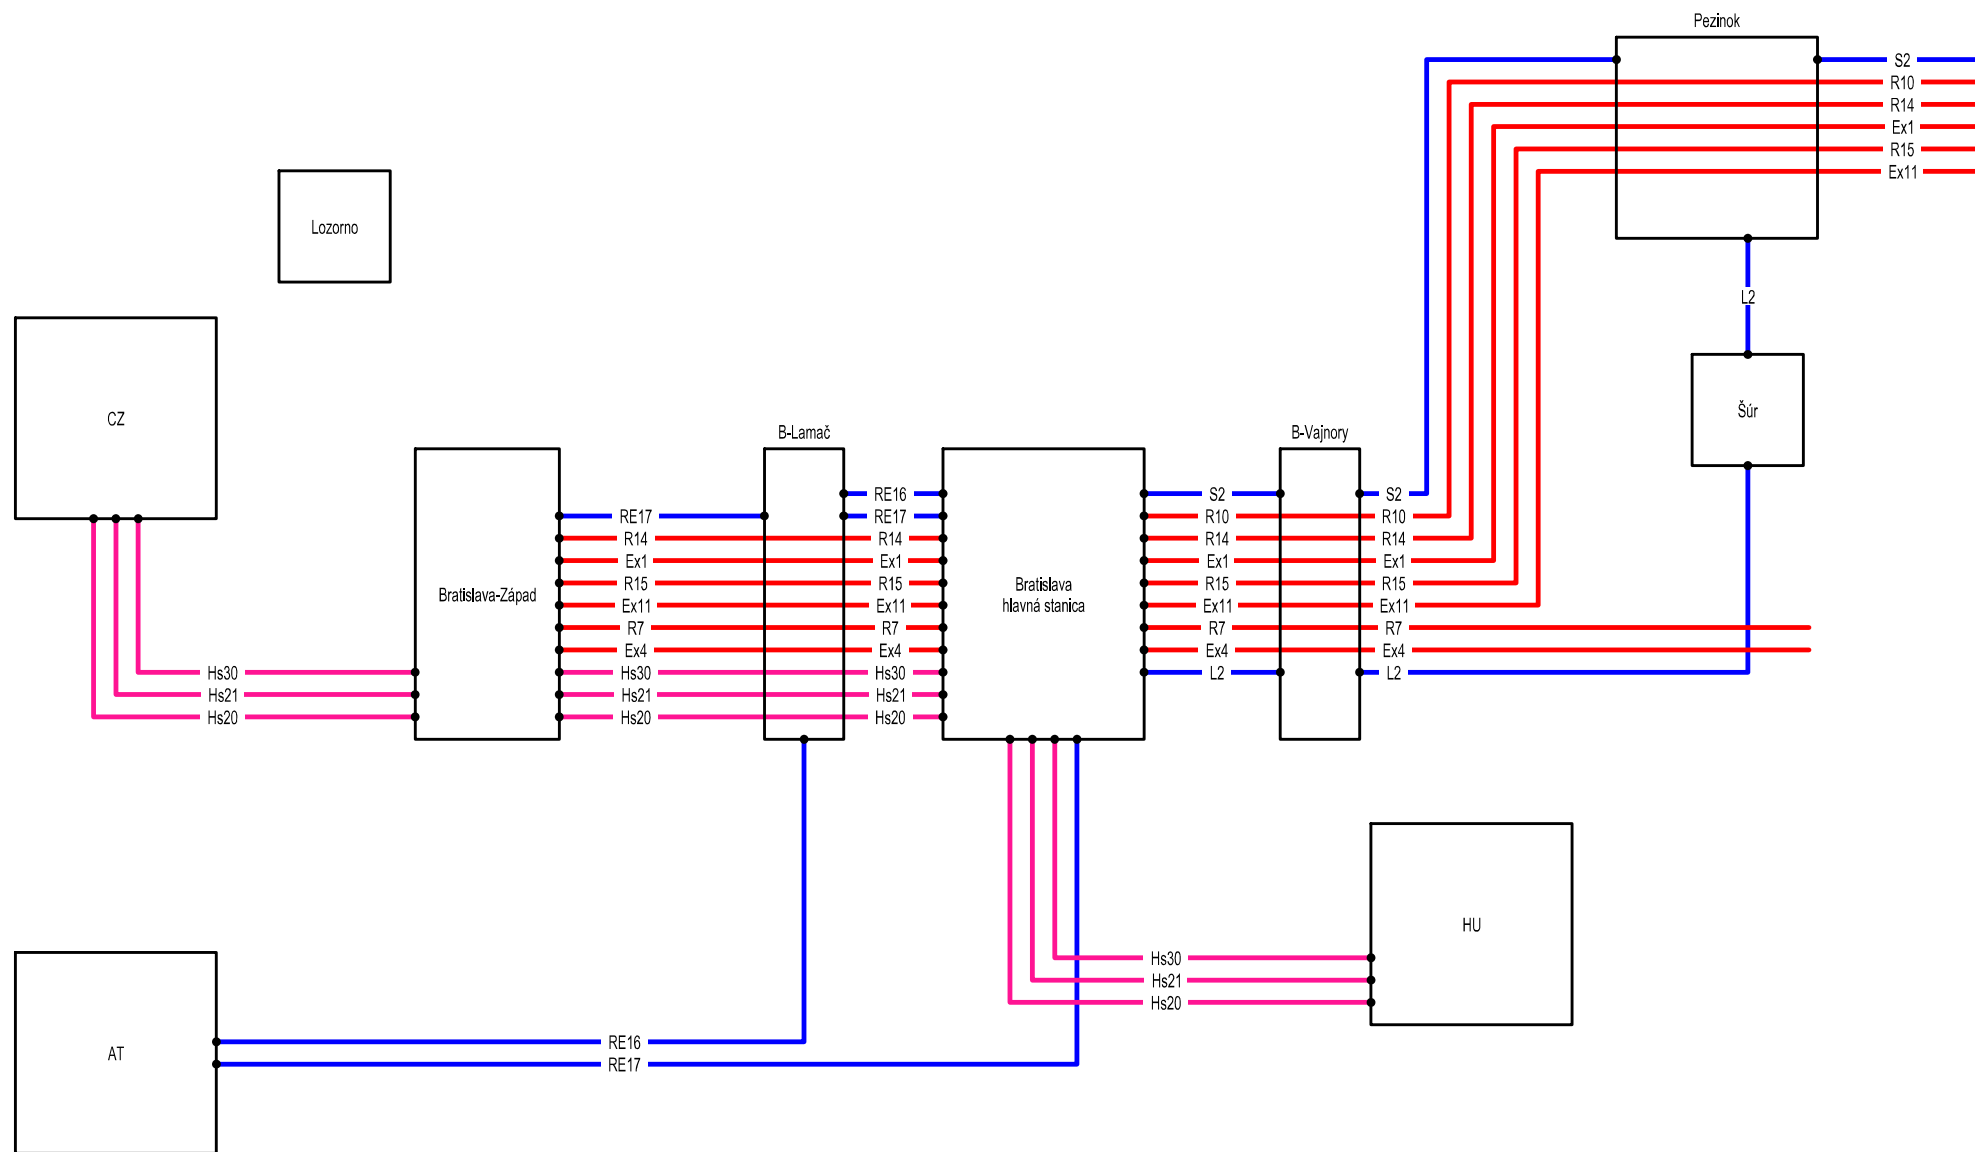 Pezinok
S2
R10
R14
Ex1
R15
Ex11
Lozorno
L2
CZ
Šúr
B-Lamač
B-Vajnory
RE16
S2
S2
RE17
RE17
R10
R10
R14
R14
R14
R14
Ex1
Ex1
Ex1
Ex1
R15
R15
R15
R15
Bratislava-Západ
Bratislava
hlavná stanica
Ex11
Ex11
Ex11
Ex11
R7
R7
R7
R7
Ex4
Ex4
Ex4
Ex4
Hs30
Hs30
Hs30
L2
L2
Hs21
Hs21
Hs21
Hs20
Hs20
Hs20
HU
Hs30
Hs21
Hs20
AT
RE16
RE17